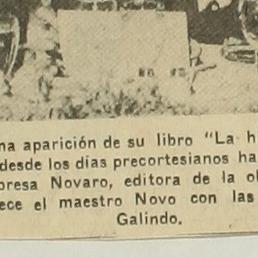 na aparición de su libro "La h
desde los días precortesianos ha
presa Novaro, editora de la o
ece el maestro Novo con las
Galindo.